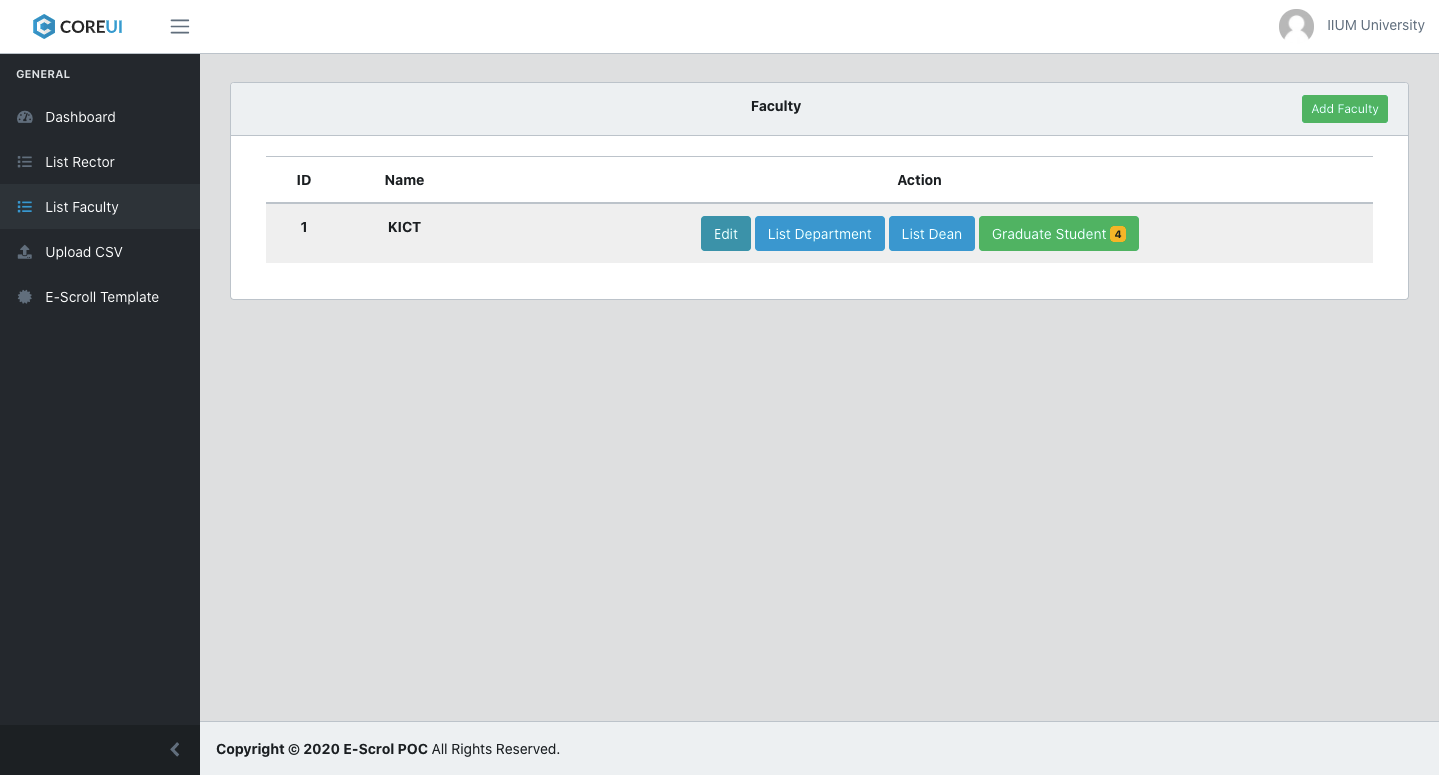 COREUI
IIUM University
GENERAL
Dashboard
List Rector
List Faculty
Upload CSV
E-Scroll Template
Faculty
Add Faculty
ID Name Action
1 KICT Edit List Department List Dean Graduate Student 4
Copyright © 2020 E-Scrol POC All Rights Reserved.